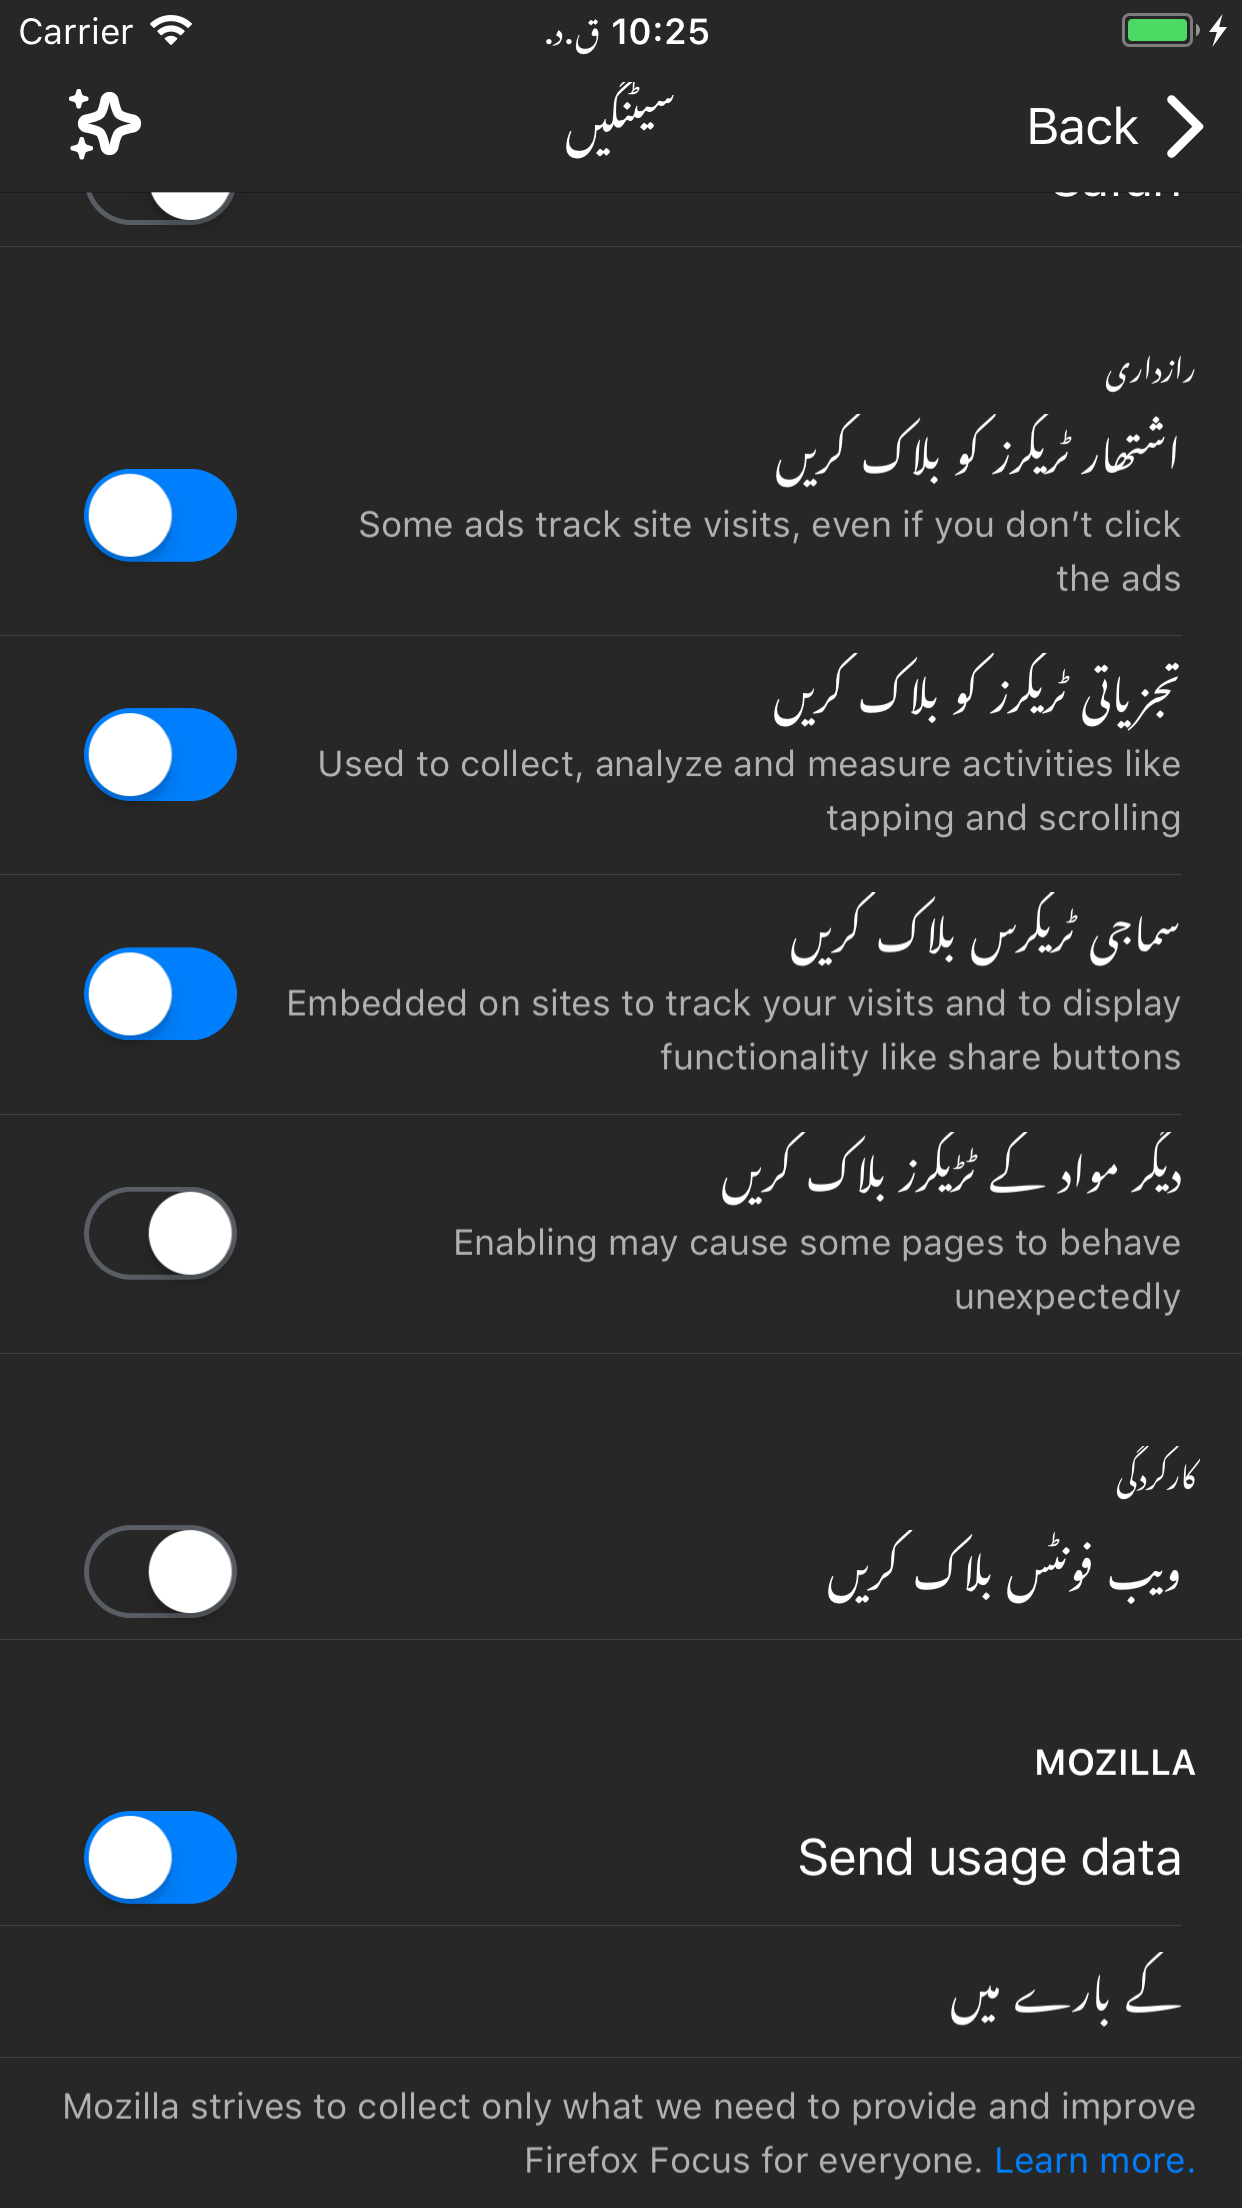 Carrier
10:25 ق.د.
سیٹنگیں
Back
رازداری
اشتھار ٹریکرز کو بلاک کریں
Some ads track site visits, even if you don’t click
the ads
تجزیاتی ٹریکرز کو بلاک کریں
Used to collect, analyze and measure activities like
tapping and scrolling
سماجی ٹریکرس بلاک کریں
Embedded on sites to track your visits and to display
functionality like share buttons
دیگر مواد کے ٹڑیکرز بلاک کریں
Enabling may cause some pages to behave
unexpectedly
کارکردگی
ویب فونٹس بلاک کریں
MOZILLA
Send usage data
کے بارے میں
Mozilla strives to collect only what we need to provide and improve
Firefox Focus for everyone. Learn more.